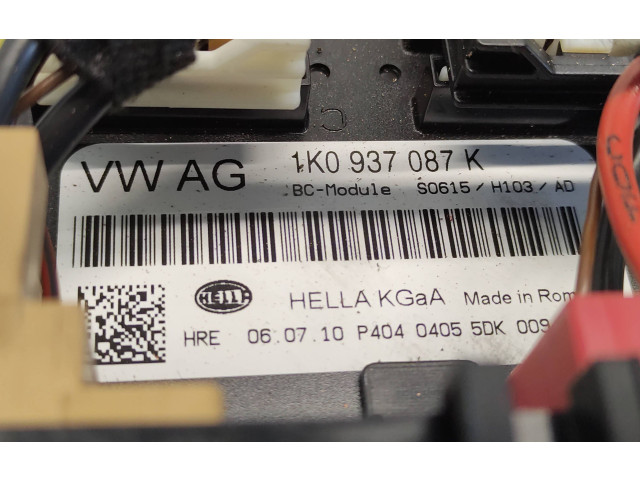 VW AG 1K0 937 087 K
BC-Module S0615 / H103 / AD
HELLA HELLA KGaA Made in Rom
HRE 06.07.10 P404 0405 5DK 009
C